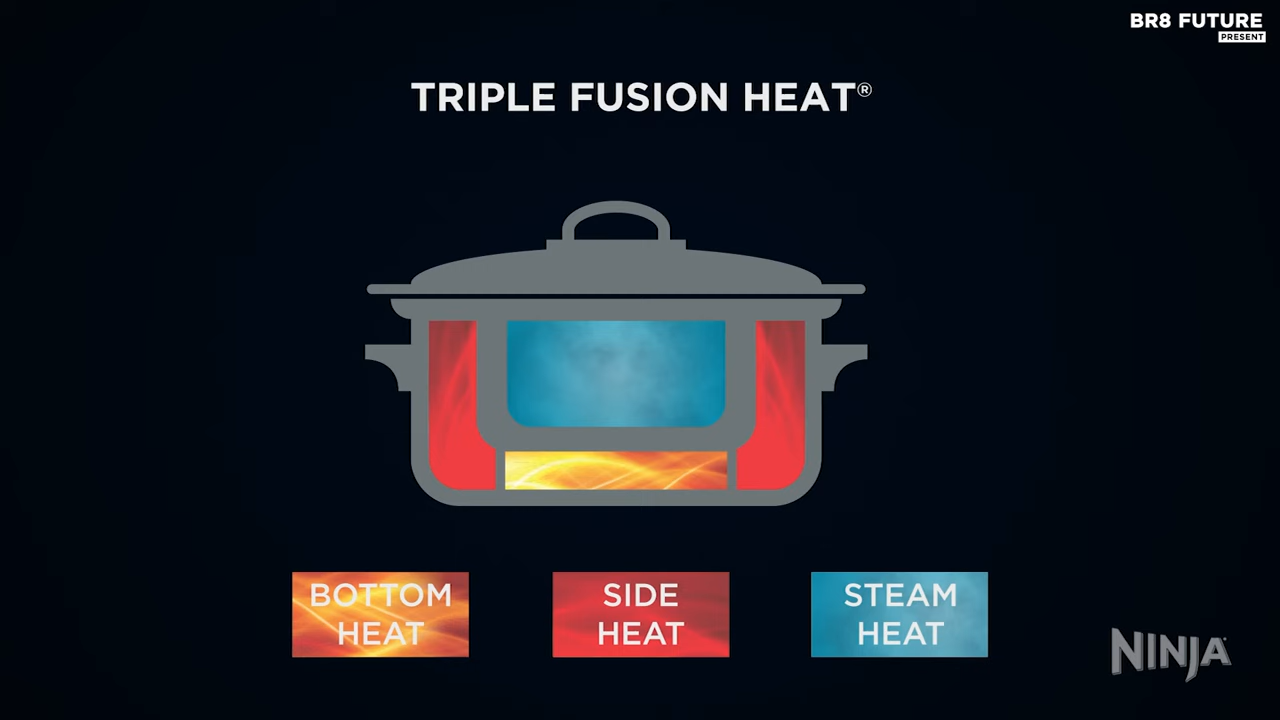 BR8 FUTURE
PRESENT
TRIPLE FUSION HEAT®
BOTTOM
HEAT
SIDE
HEAT
STEAM
HEAT
NINJA